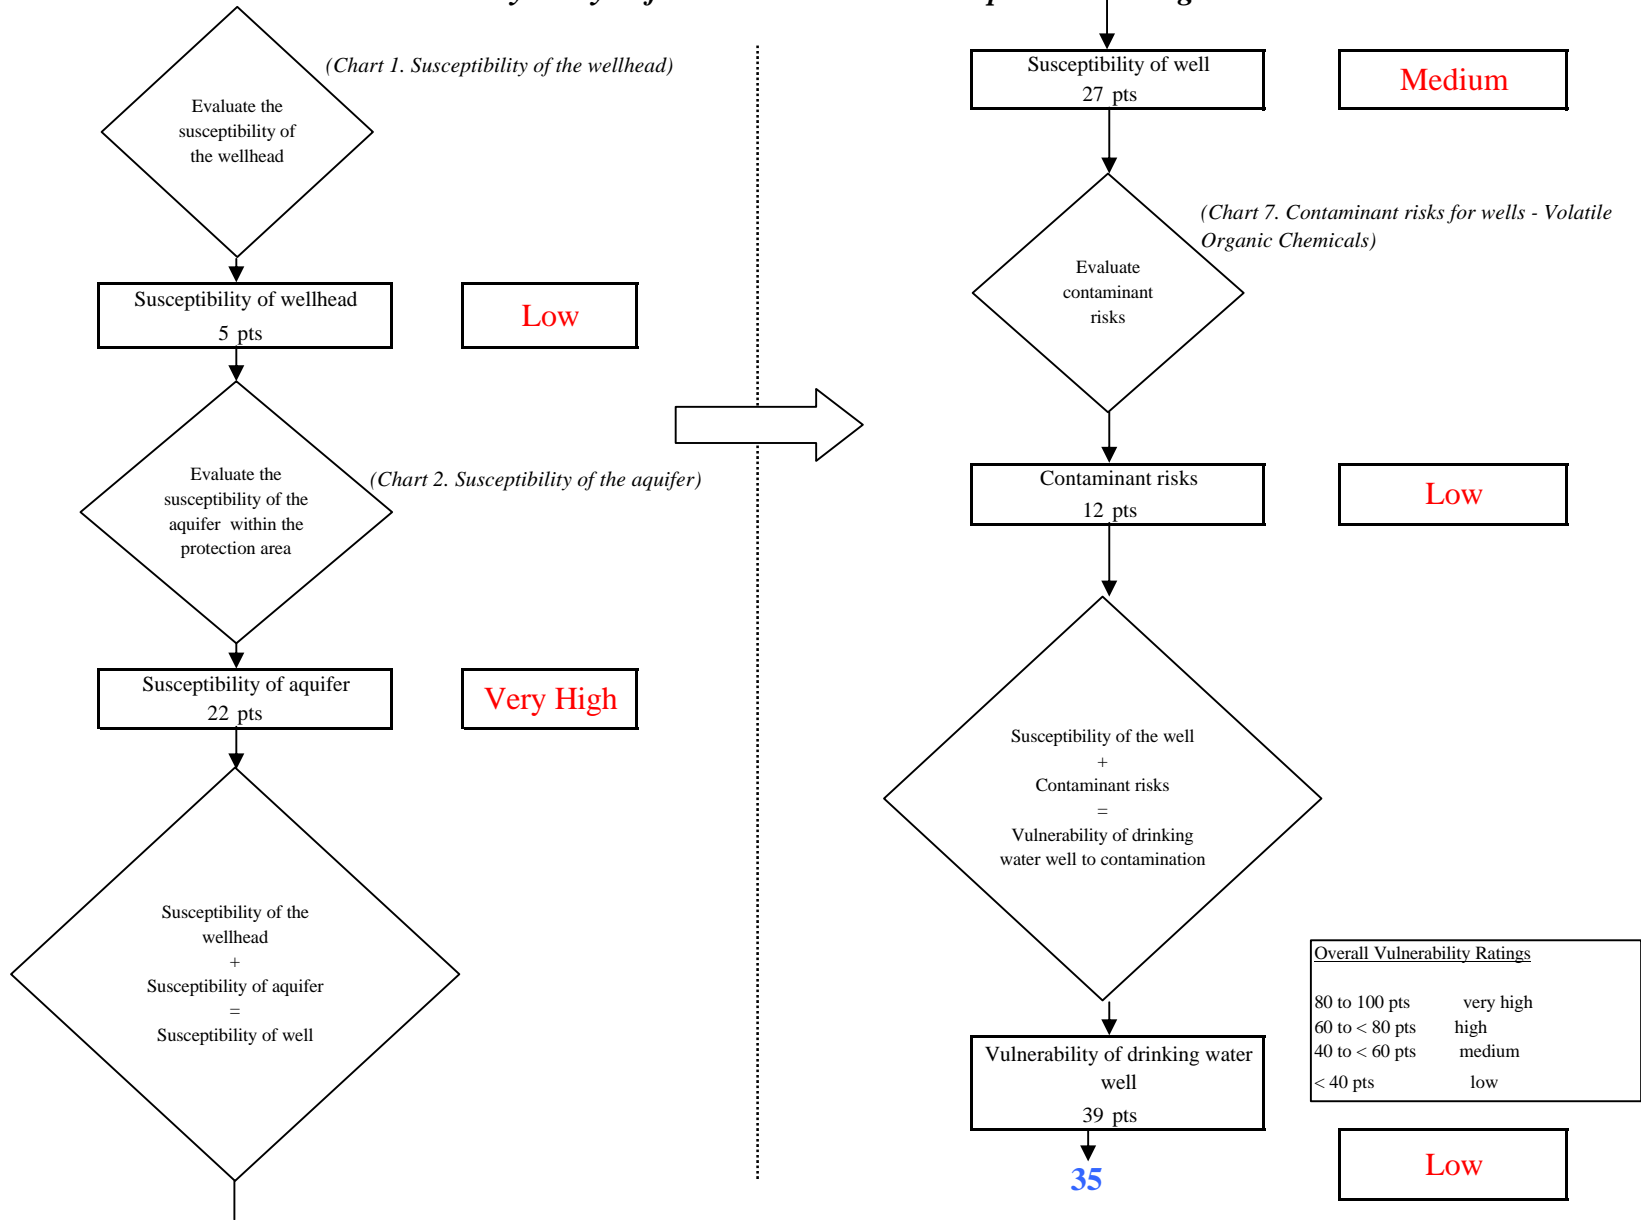 (Chart 1. Susceptibility of the wellhead)
Evaluate the
susceptibility of
the wellhead
Susceptibility of wellhead
5 pts
Low
Evaluate the
susceptibility of the
aquifer within the
protection area
(Chart 2. Susceptibility of the aquifer)
Susceptibility of aquifer
22 pts
Very High
Susceptibility of the
wellhead
+
Susceptibility of aquifer
=
Susceptibility of well
Susceptibility of well
27 pts
Medium
(Chart 7. Contaminant risks for wells - Volatile
Organic Chemicals)
Evaluate
contaminant
risks
Contaminant risks
12 pts
Low
Susceptibility of the well
+
Contaminant risks
=
Vulnerability of drinking
water well to contamination
Overall Vulnerability Ratings
80 to 100 pts very high
60 to < 80 pts high
40 to < 60 pts medium
< 40 pts low
Vulnerability of drinking water
well
39 pts
35
Low